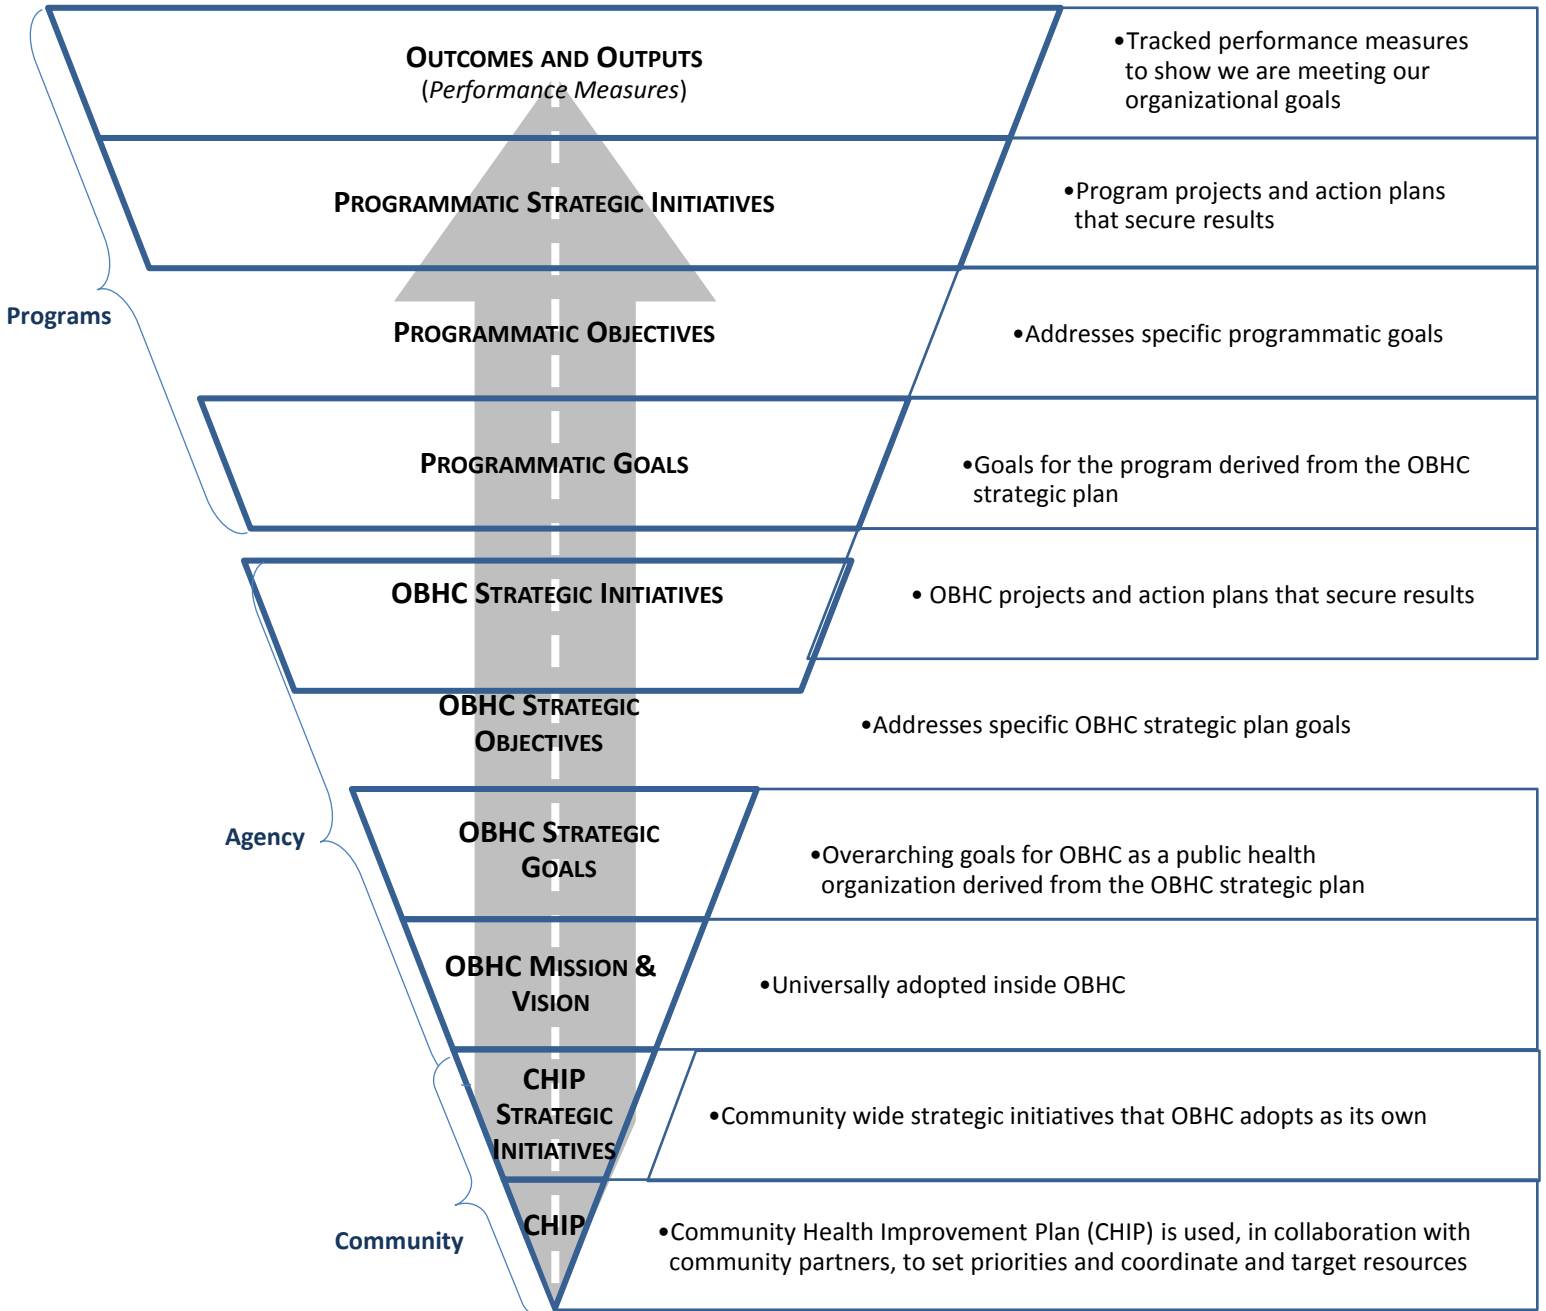 OUTCOMES AND OUTPUTS
(Performance Measures)
•Tracked performance measures
to show we are meeting our
organizational goals
PROGRAMMATIC STRATEGIC INITIATIVES
•Program projects and action plans
that secure results
Programs
PROGRAMMATIC OBJECTIVES
•Addresses specific programmatic goals
PROGRAMMATIC GOALS
•Goals for the program derived from the OBHC
strategic plan
OBHC STRATEGIC INITIATIVES
• OBHC projects and action plans that secure results
OBHC STRATEGIC
OBJECTIVES
•Addresses specific OBHC strategic plan goals
Agency
OBHC STRATEGIC
GOALS
•Overarching goals for OBHC as a public health
organization derived from the OBHC strategic plan
OBHC MISSION &
VISION
•Universally adopted inside OBHC
CHIP
STRATEGIC
INITIATIVES
•Community wide strategic initiatives that OBHC adopts as its own
Community
CHIP
•Community Health Improvement Plan (CHIP) is used, in collaboration with
community partners, to set priorities and coordinate and target resources